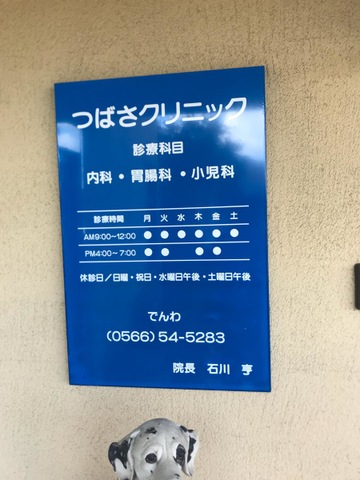 つばさクリニック
診療科目
内科・胃腸科・小児科
診療時間 月 火 水 木 金 土
AM9:00~12:00 ● ● ● ● ● ●
PM4:00~7:00 ● ● ● ●
休診日/日曜・祝日・水曜日午後・土曜日午後
でんわ
(0566)54-5283
院長 石川 亨